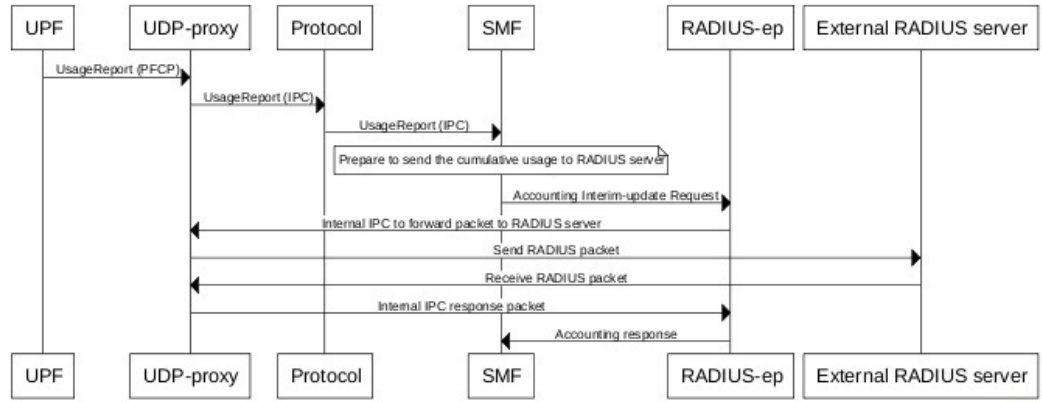 UPF UDP-proxy Protocol SMF RADIUS-ep External RADIUS server
UsageReport (PFCP)
UsageReport (IPC)
UsageReport (IPC)
Prepare to send the cumulative usage to RADIUS server
Accounting Interim-update Request
Internal IPC to forward packet to RADIUS server
Send RADIUS packet
Receive RADIUS packet
Internal IPC response packet
Accounting response
UPF UDP-proxy Protocol SMF RADIUS-ep External RADIUS server